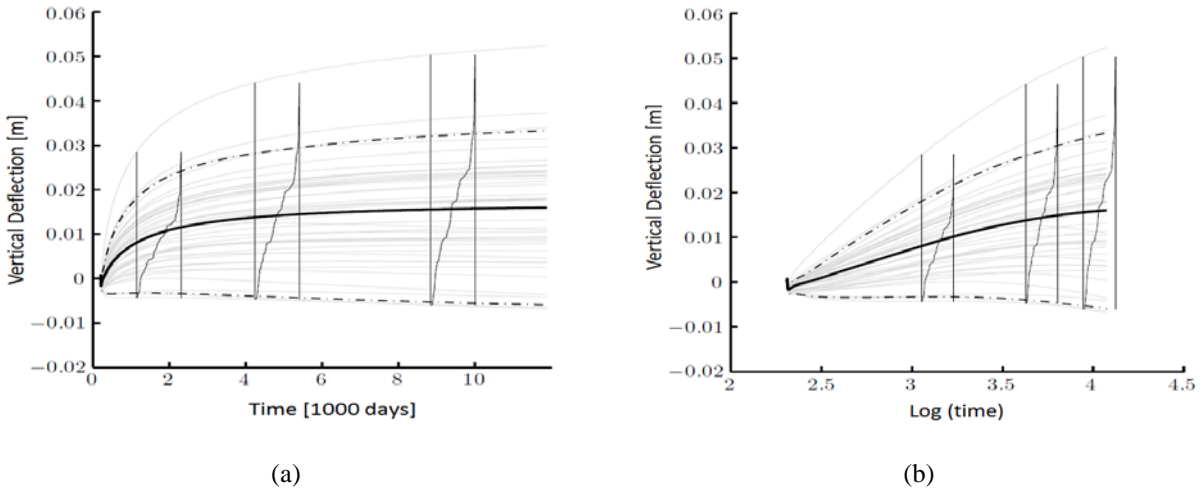 0.06
0.05
0.04
0.03
0.02
0.01
0
−0.01
−0.02
Vertical Deflection [m]
0 2 4 6 8 10
Time [1000 days]
(a)
0.06
0.05
0.04
0.03
0.02
0.01
0
−0.01
−0.02
Vertical Deflection [m]
2 2.5 3 3.5 4 4.5
Log (time)
(b)